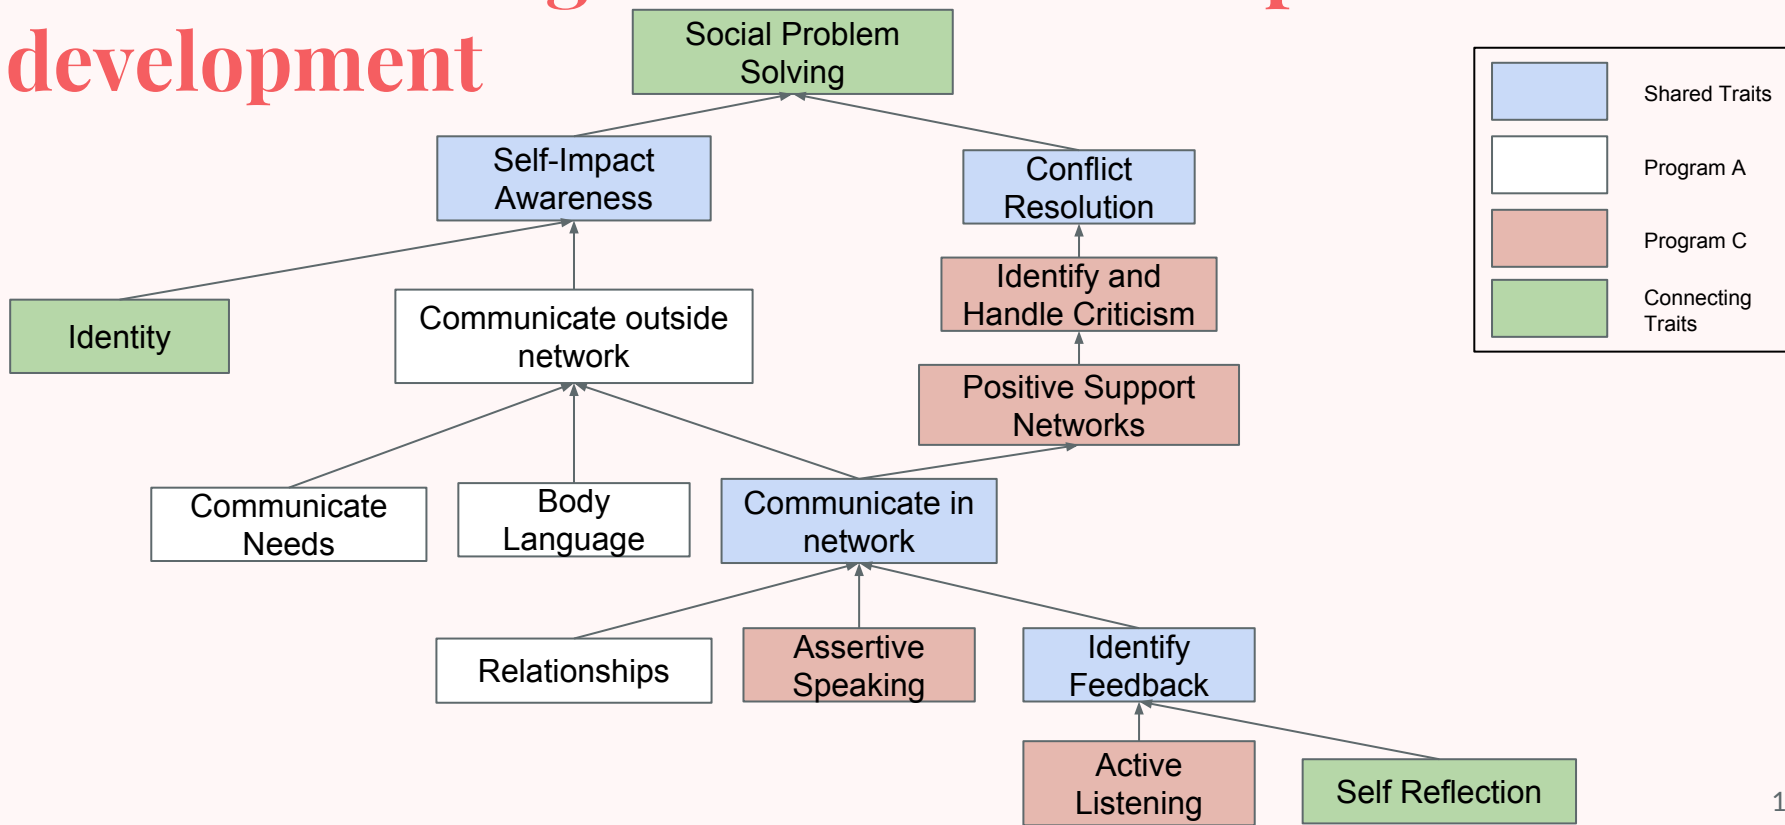 development
Social Problem
Solving
Self-Impact
Awareness
Conflict
Resolution
Identify and
Handle Criticism
Identity
Communicate outside
network
Positive Support
Networks
Communicate
Needs
Body
Language
Communicate in
network
Relationships
Assertive
Speaking
Identify
Feedback
Active
Listening
Self Reflection
Shared Traits
Program A
Program C
Connecting
Traits
1